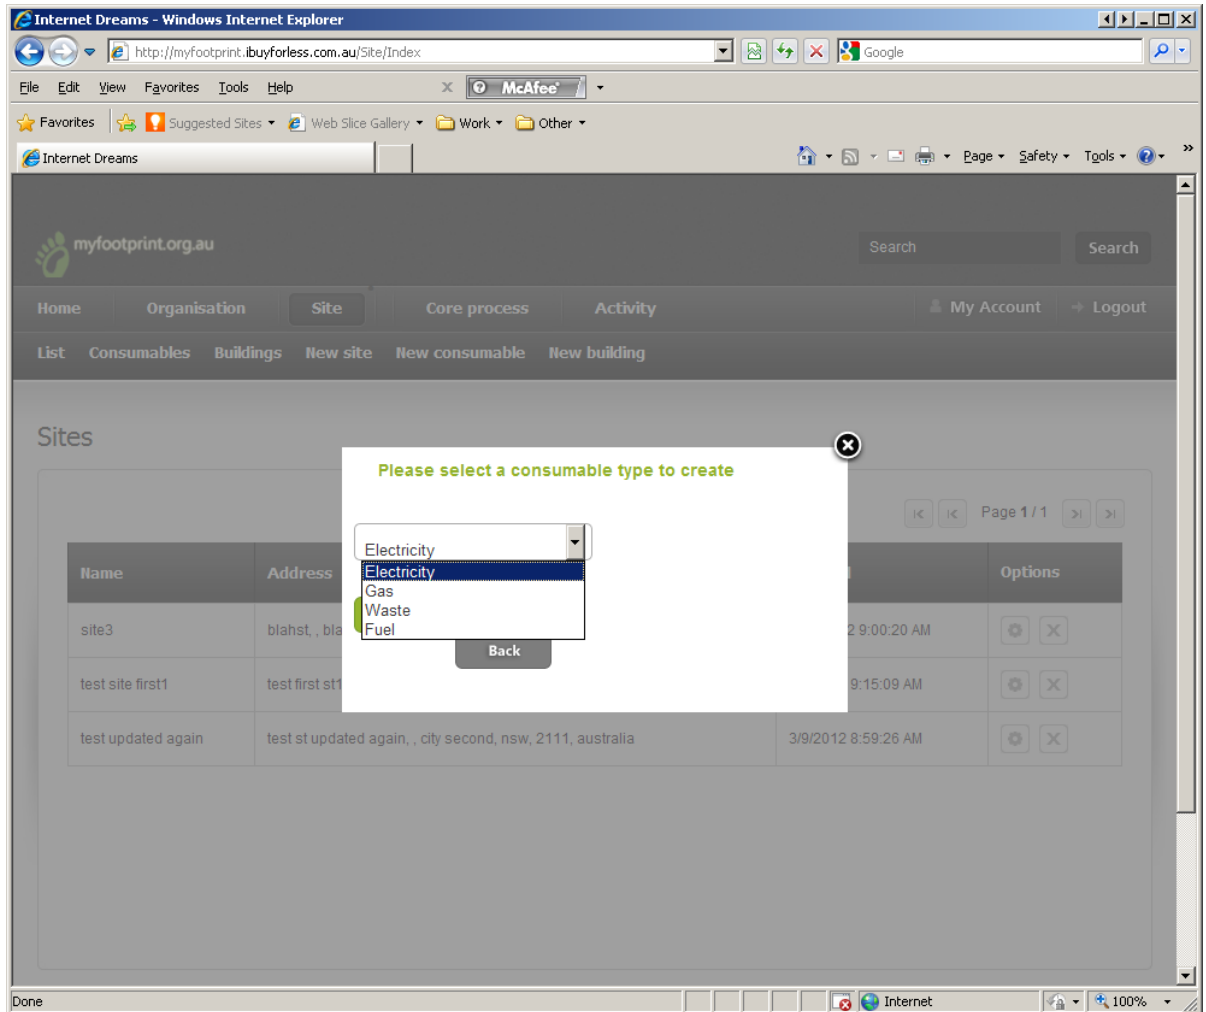 Internet Dreams - Windows Internet Explorer
http://myfootprint.ibuyforless.com.au/Site/Index
Google
File Edit View Favorites Tools Help
x McAfee
Favorites Suggested Sites Web Slice Gallery Work Other
Internet Dreams
Page Safety Tools
myfootprint.org.au
Search Search
Home Organisation Site Core process Activity My Account Logout
List Consumables Buildings New site New consumable New building
Sites
Please select a consumable type to create
Page 1 / 1
Electricity
Electricity
Gas
Waste
Fuel
Back
Name Address Options
site3 blahst, , bla 2 9:00:20 AM
test site first1 test first st1 9:15:09 AM
test updated again test st updated again, , city second, nsw, 2111, australia 3/9/2012 8:59:26 AM
Done Internet 100%